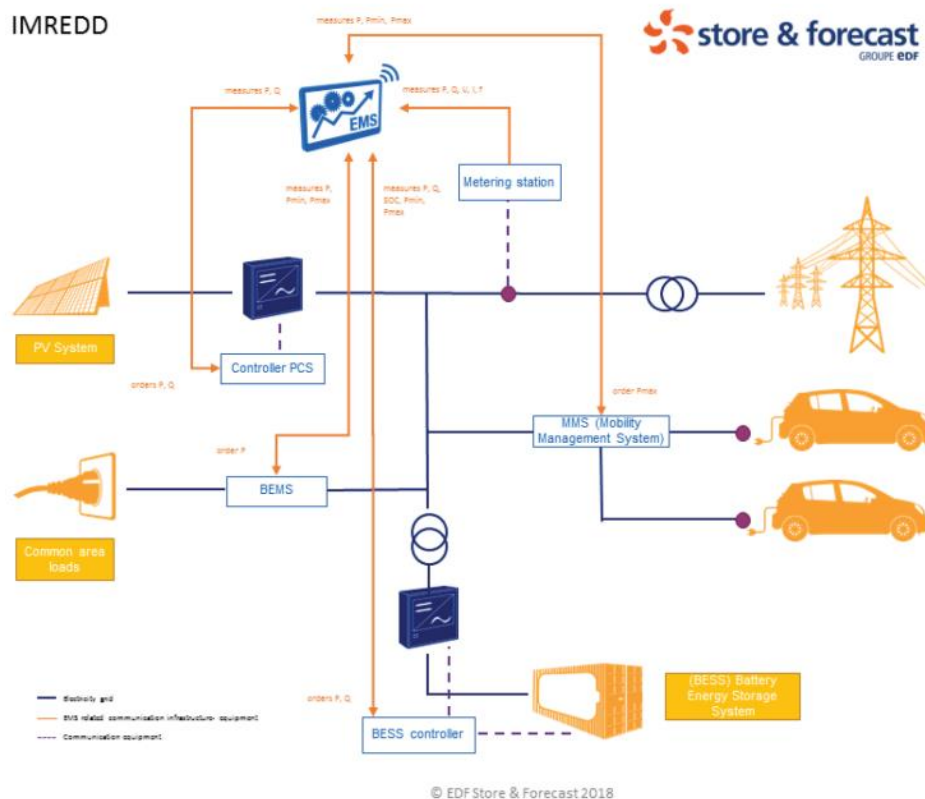 IMREDD
store & forecast
GROUPE eDF
measures P, Pmin, Pmax
measures P, Q
measures P, Q, U, I, f
EMS
measures P,
Pmin, Pmax
measures P, Q,
SOC, Pmin,
Pmax
Metering station
PV System
Controller PCS
orders P, Q,
order Pmax
MMS (Mobility
Management System)
order P
BEMS
Common area
loads
(BESS) Battery
Energy Storage
System
orders P, Q,
BESS controller
Electricity grid
EMS related communication infrastructure- equipment
Communication equipment
© EDF Store & Forecast 2018